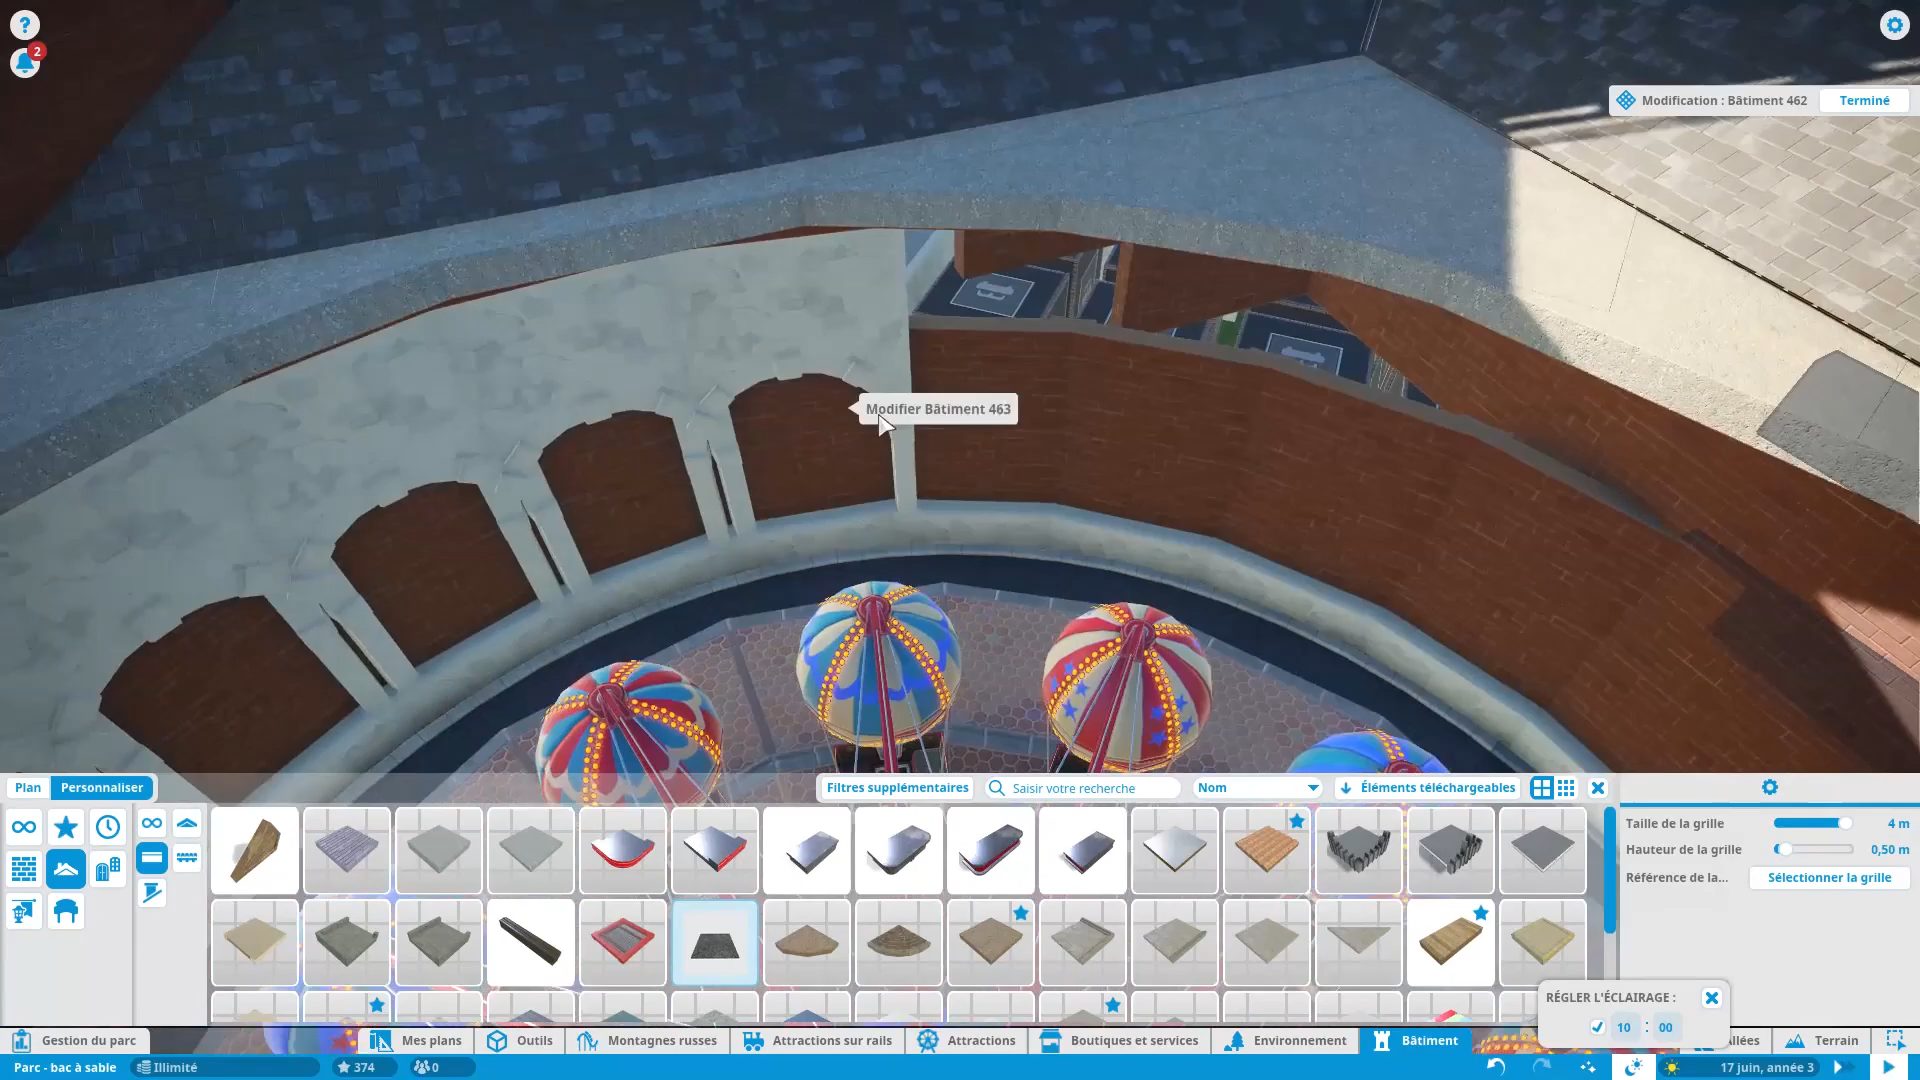 ?
2
Modification : Bâtiment 462
Terminé
Modifier Bâtiment 463
Plan
Personnaliser
Filtres supplémentaires
Saisir votre recherche
Nom
Éléments téléchargeables
Taille de la grille
4 m
Hauteur de la grille
0,50 m
Référence de la...
Sélectionner la grille
RÉGLER L'ÉCLAIRAGE :
10 : 00
Gestion du parc
Mes plans
Outils
Montagnes russes
Attractions sur rails
Attractions
Boutiques et services
Environnement
Bâtiment
Terrain
Parc - bac à sable
Illimité
374
0
17 juin, année 3